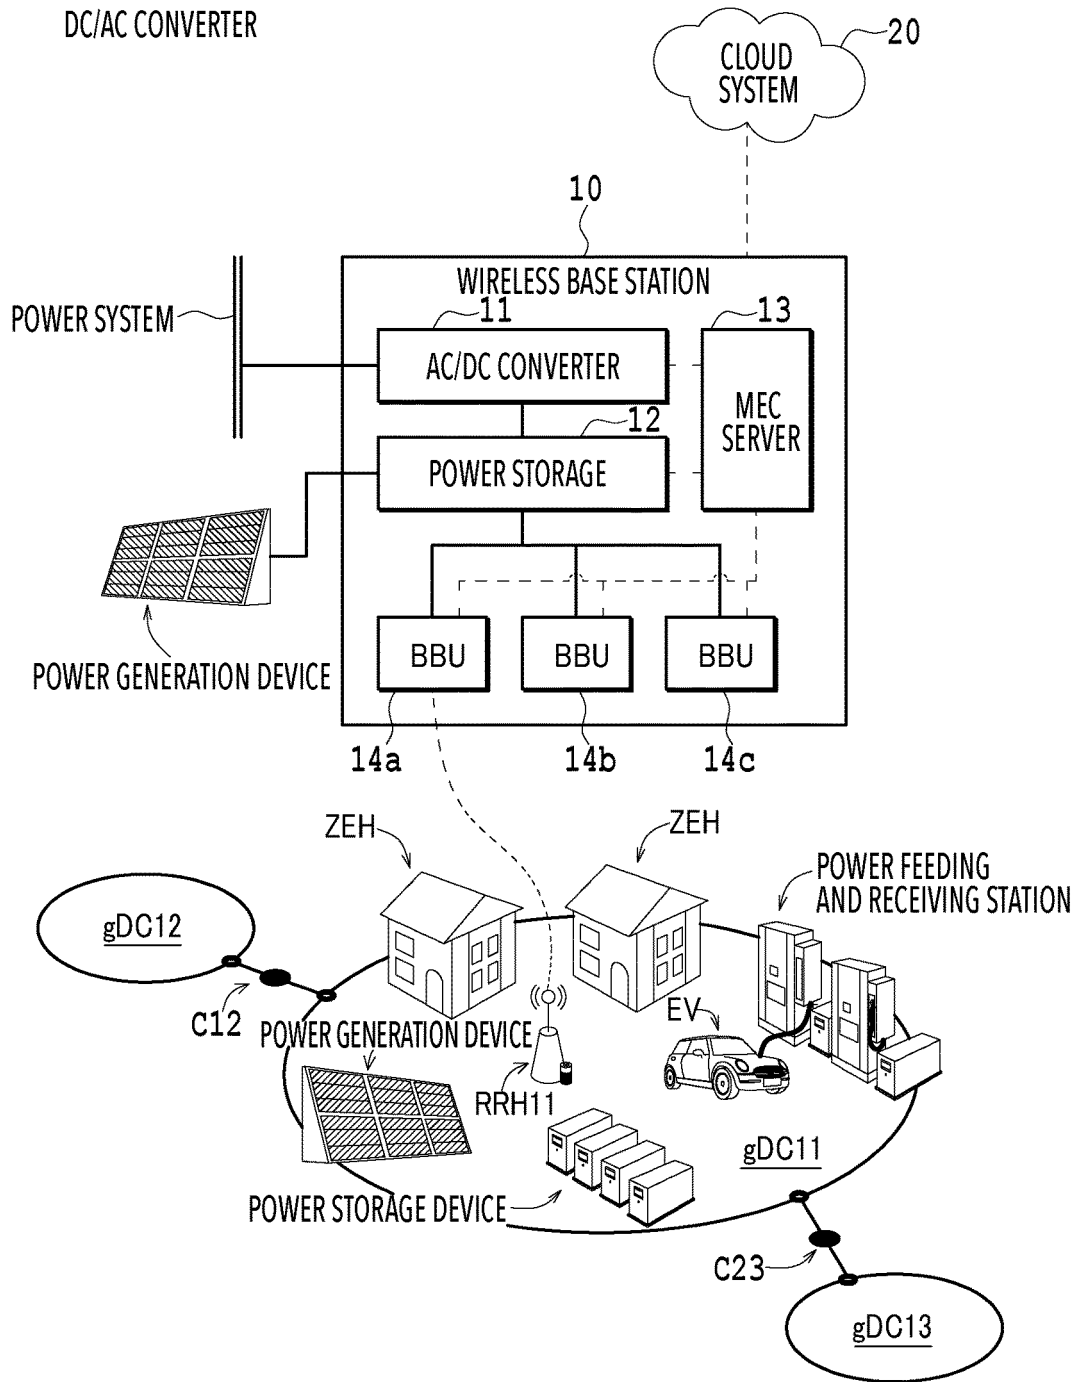 DC/AC CONVERTER
20
CLOUD
SYSTEM
10
WIRELESS BASE STATION
POWER SYSTEM
11
13
AC/DC CONVERTER
MEC
SERVER
12
POWER STORAGE
BBU
BBU
BBU
POWER GENERATION DEVICE
14a
14b
14c
ZEH
ZEH
POWER FEEDING
AND RECEIVING STATION
gDC12
C12
EV
POWER GENERATION DEVICE
RRH11
gDC11
POWER STORAGE DEVICE
C23
gDC13